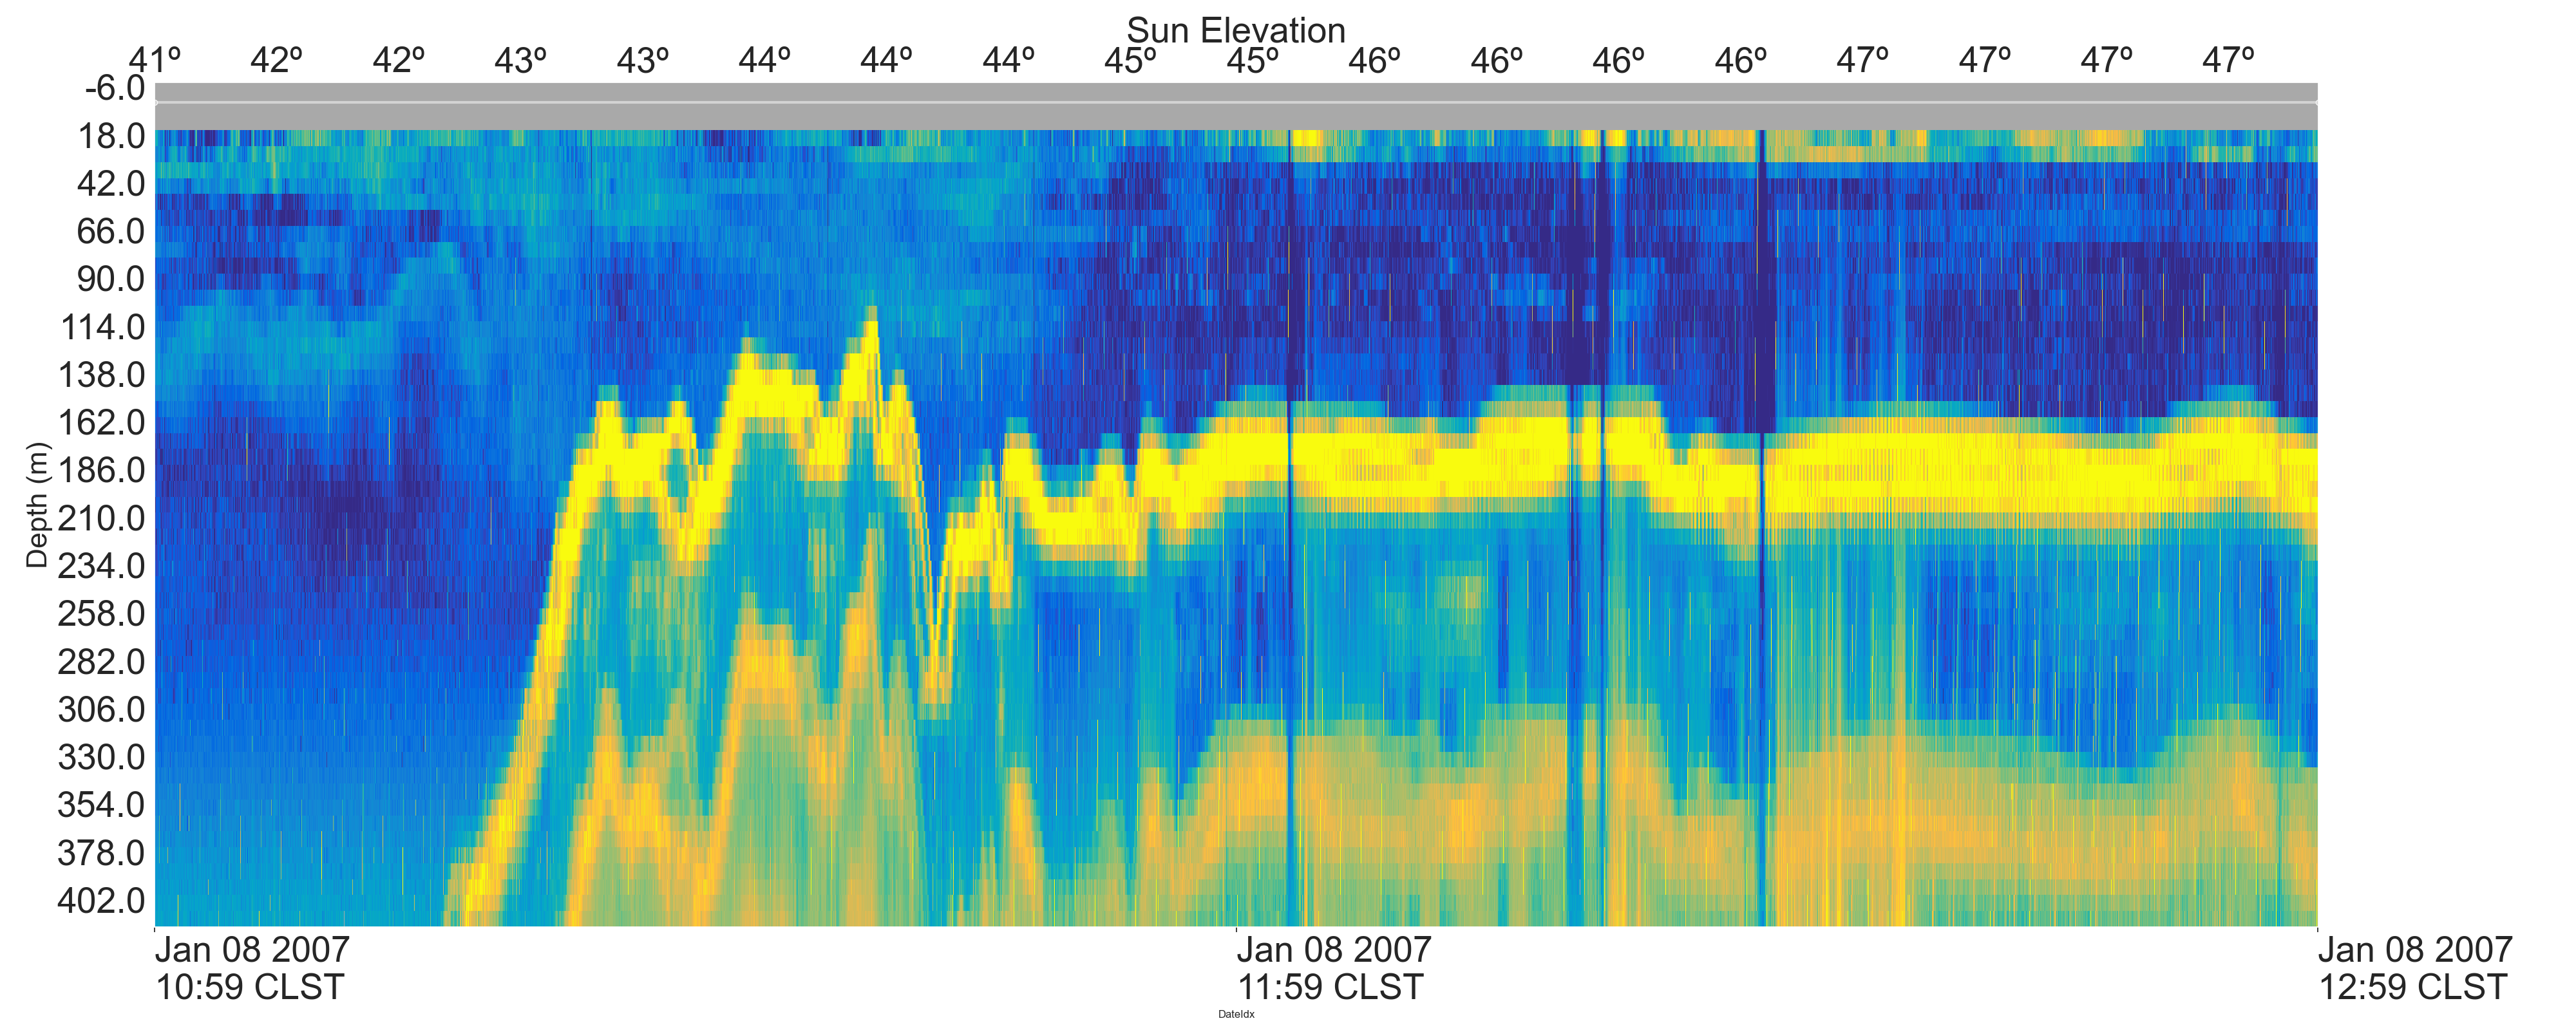 Sun Elevation
41º 42º 42º 43º 43º 44º 44º 44º 45º 45º 46º 46º 46º 46º 47º 47º 47º 47º
-6.0
18.0
42.0
66.0
90.0
114.0
138.0
162.0
186.0
210.0
234.0
258.0
282.0
306.0
330.0
354.0
378.0
402.0
Depth (m)
Jan 08 2007
10:59 CLST
Jan 08 2007
11:59 CLST
Jan 08 2007
12:59 CLST
DateIdx